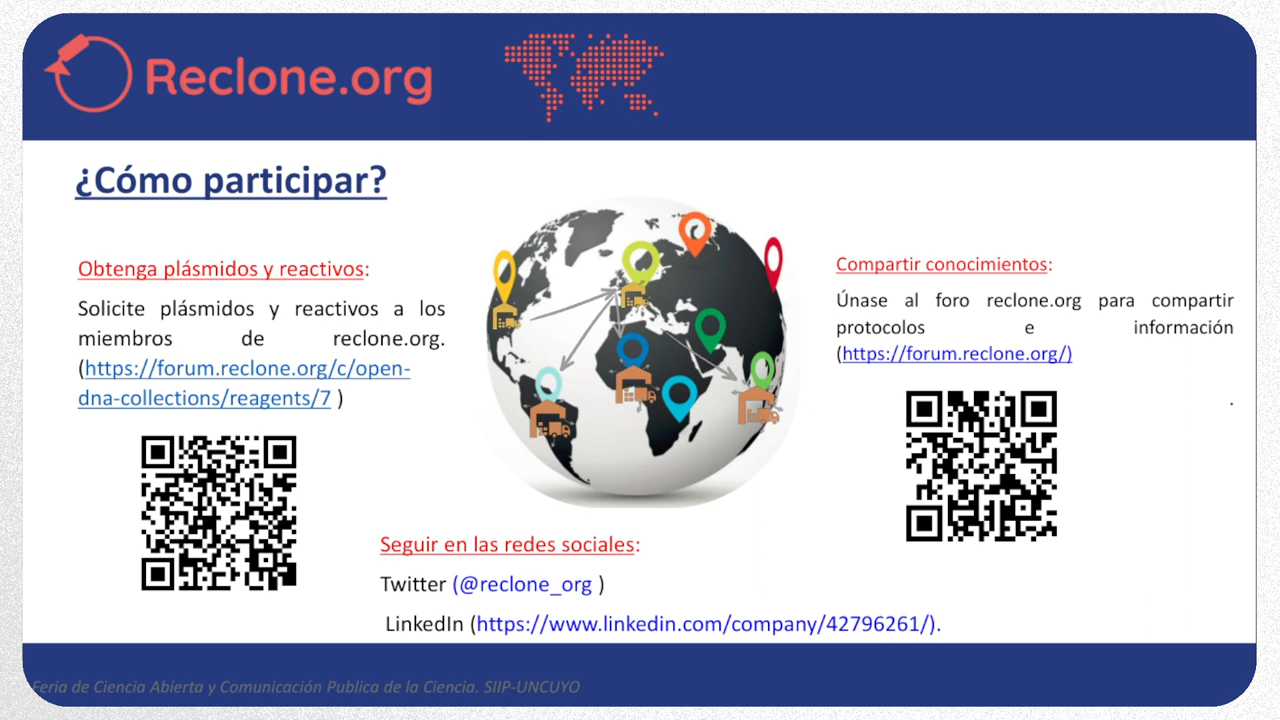 Reclone.org
¿Cómo participar?
Obtenga plásmidos y reactivos:
Solicite plásmidos y reactivos a los
miembros de reclone.org.
(https://forum.reclone.org/c/open-
dna-collections/reagents/7 )
Compartir conocimientos:
Únase al foro reclone.org para compartir
protocolos e información
(https://forum.reclone.org/)
.
Seguir en las redes sociales:
Twitter (@reclone_org )
LinkedIn (https://www.linkedin.com/company/42796261/).
Feria de Ciencia Abierta y Comunicación Publica de la Ciencia. SIIP-UNCUYO